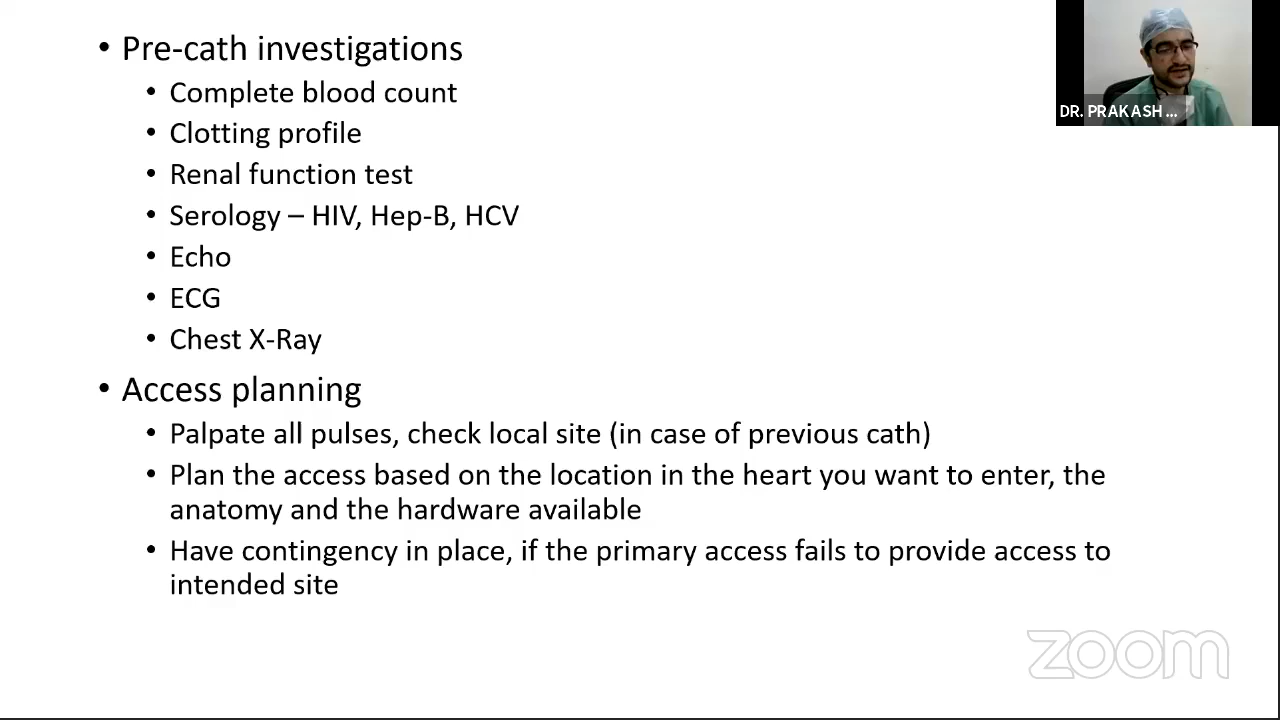 • Pre-cath investigations
• Complete blood count
• Clotting profile
• Renal function test
• Serology – HIV, Hep-B, HCV
• Echo
• ECG
• Chest X-Ray
• Access planning
• Palpate all pulses, check local site (in case of previous cath)
• Plan the access based on the location in the heart you want to enter, the
anatomy and the hardware available
• Have contingency in place, if the primary access fails to provide access to
intended site
DR. PRAKASH ...
zoom